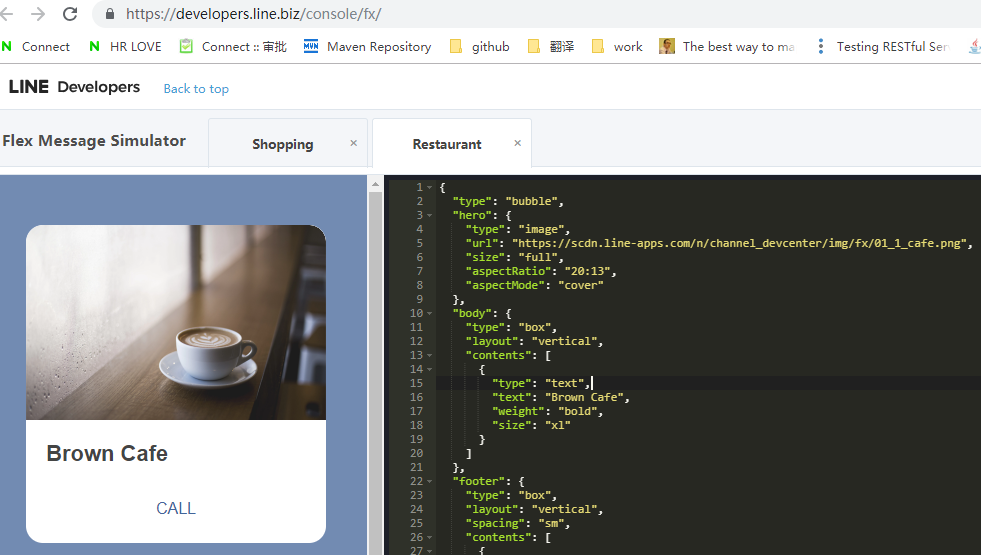 https://developers.line.biz/console/fx/
Connect HR LOVE Connect :: 审批 Maven Repository github 翻译 work The best way to ma Testing RESTful Ser
LINE Developers Back to top
Flex Message Simulator Shopping × Restaurant ×
Brown Cafe
CALL
1 {
2 "type": "bubble",
3 "hero": {
4 "type": "image",
5 "url": "https://scdn.line-apps.com/n/channel_devcenter/img/fx/01_1_cafe.png",
6 "size": "full",
7 "aspectRatio": "20:13",
8 "aspectMode": "cover"
9 },
10 "body": {
11 "type": "box",
12 "layout": "vertical",
13 "contents": [
14 {
15 "type": "text",
16 "text": "Brown Cafe",
17 "weight": "bold",
18 "size": "xl"
19 }
20 ]
21 },
22 "footer": {
23 "type": "box",
24 "layout": "vertical",
25 "spacing": "sm",
26 "contents": [
27 {